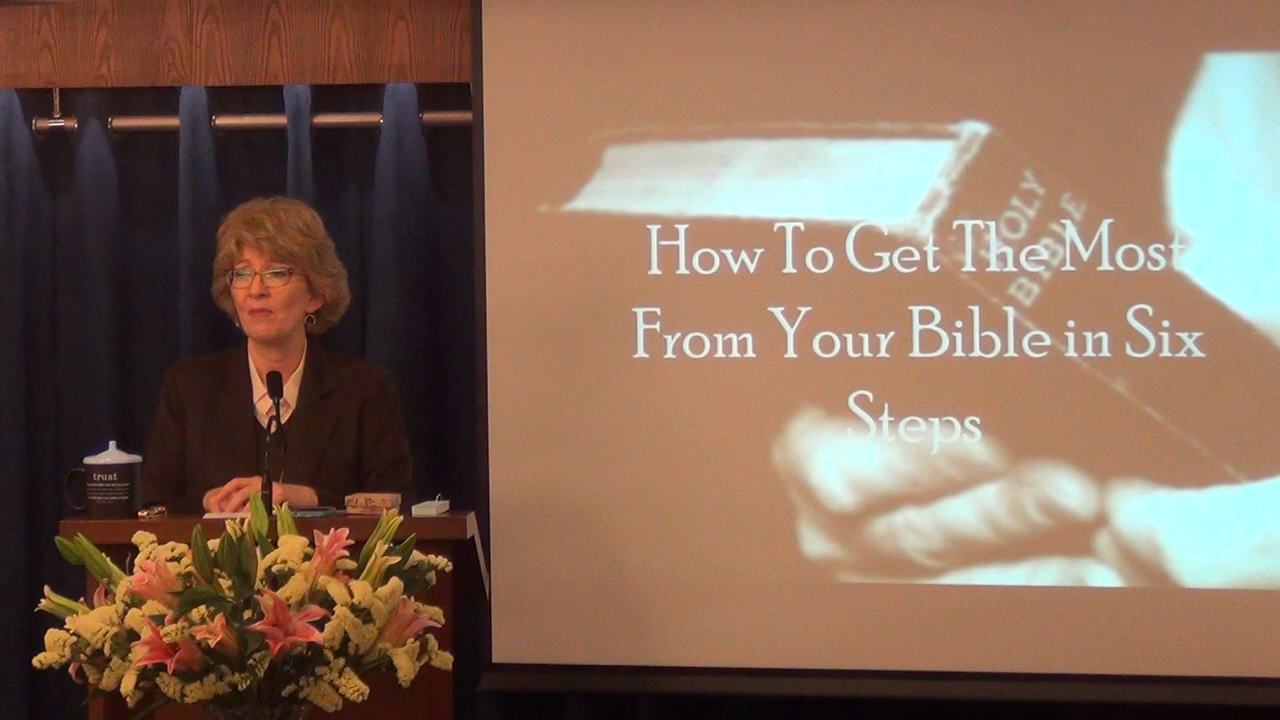 HOLY
BIBLE
How To Get The Most
From Your Bible in Six
Steps
trust